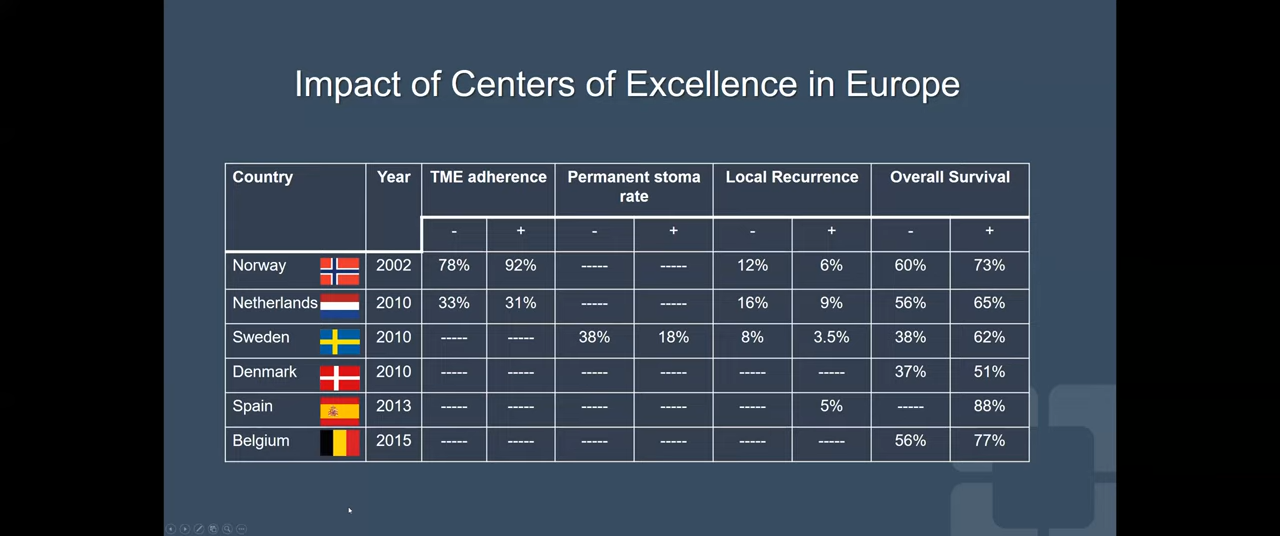 Impact of Centers of Excellence in Europe
Country Year TME adherence Permanent stoma rate Local Recurrence Overall Survival
- + - + - + - +
Norway 2002 78% 92% ----- ----- 12% 6% 60% 73%
Netherlands 2010 33% 31% ----- ----- 16% 9% 56% 65%
Sweden 2010 ----- ----- 38% 18% 8% 3.5% 38% 62%
Denmark 2010 ----- ----- ----- ----- ----- ----- 37% 51%
Spain 2013 ----- ----- ----- ----- ----- 5% ----- 88%
Belgium 2015 ----- ----- ----- ----- ----- ----- 56% 77%